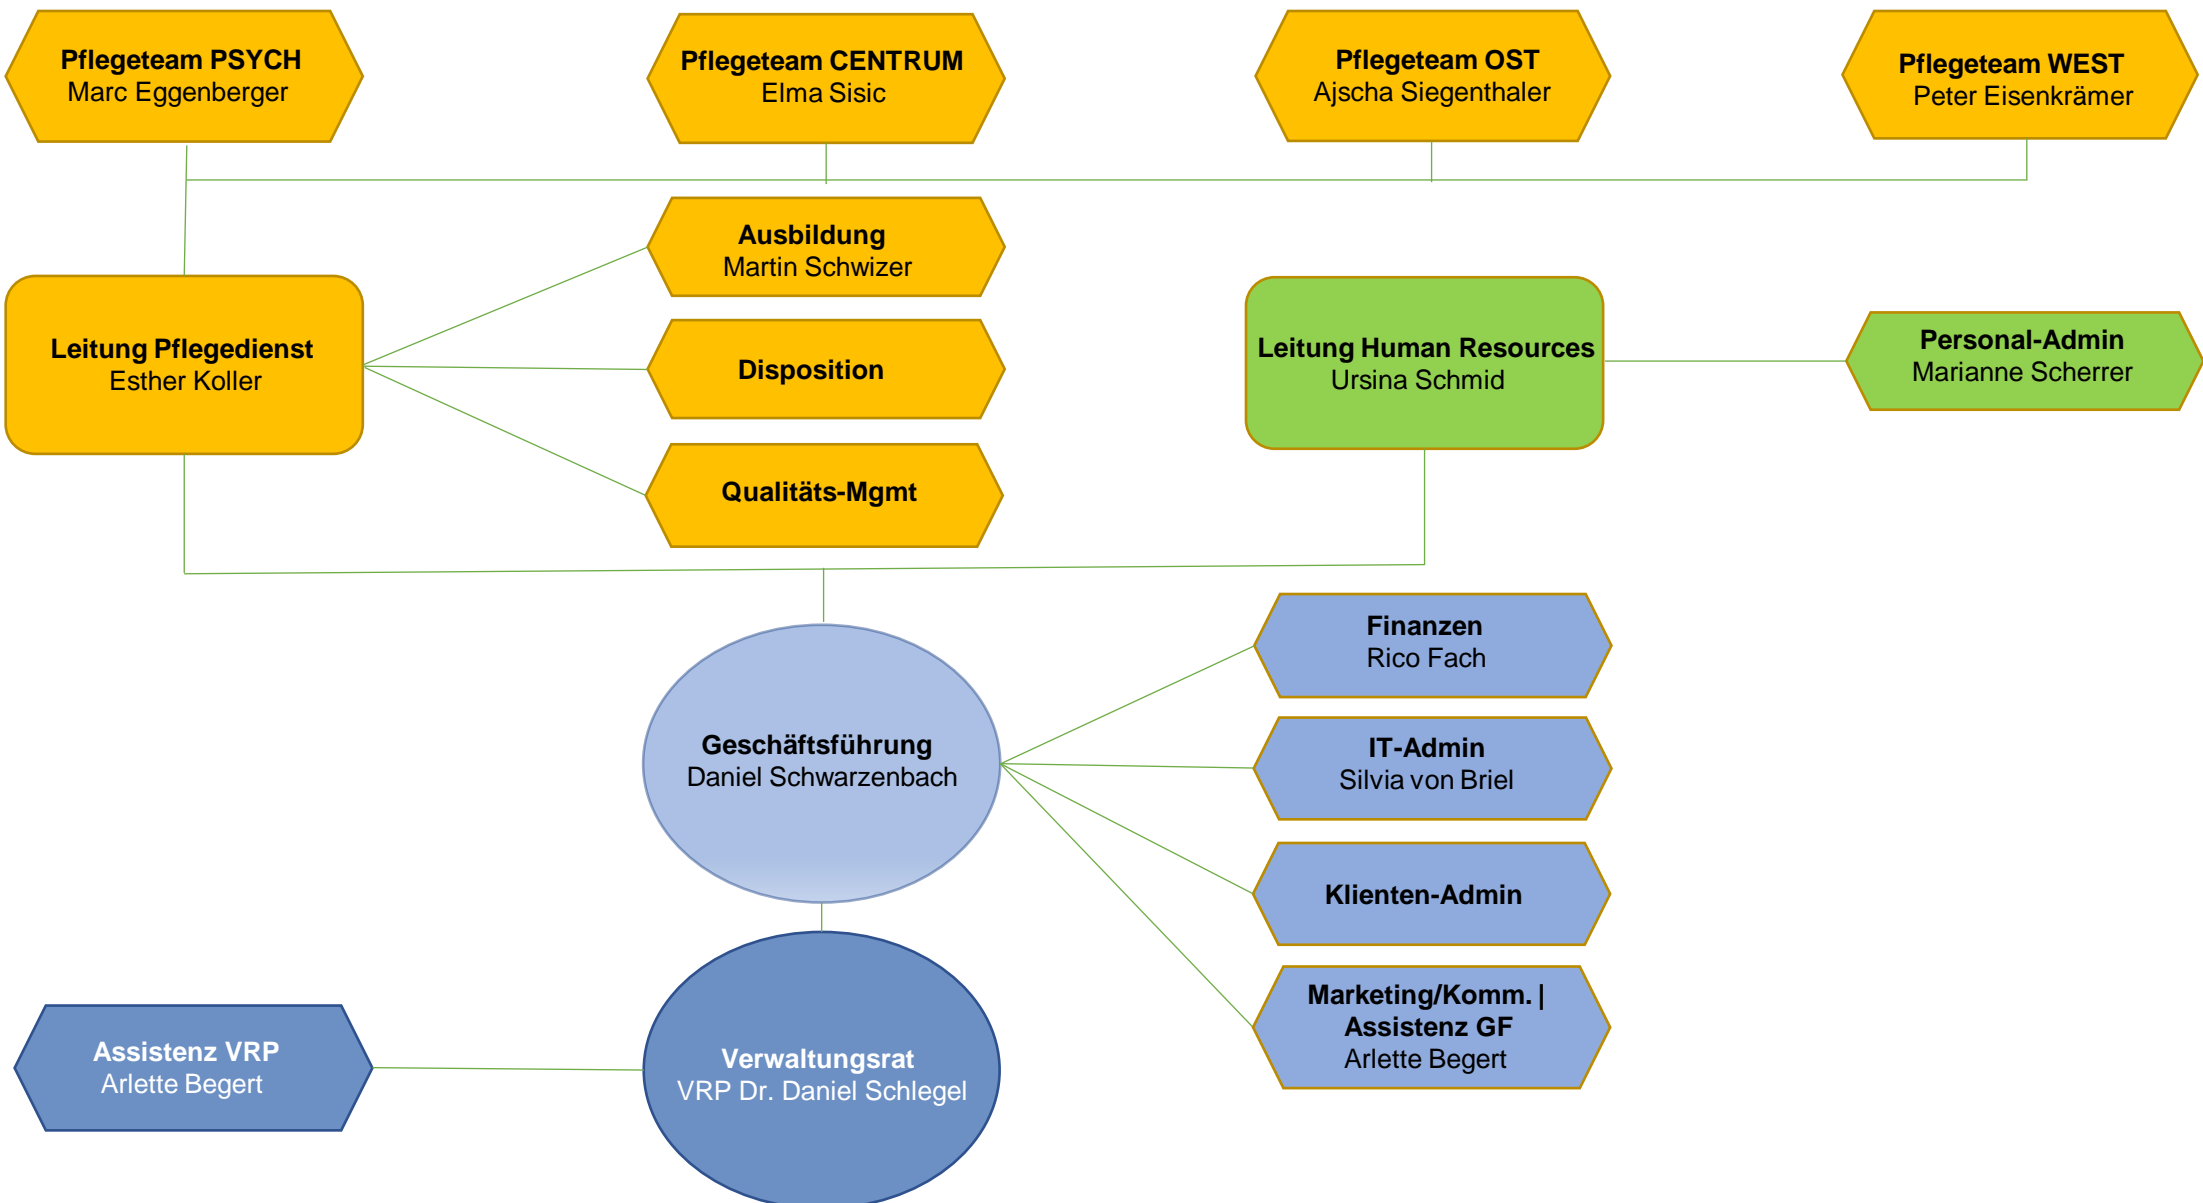 Pflegeteam PSYCH
Marc Eggenberger
Pflegeteam CENTRUM
Elma Sisic
Pflegeteam OST
Ajscha Siegenthaler
Pflegeteam WEST
Peter Eisenkrämer
Ausbildung
Martin Schwizer
Leitung Pflegedienst
Esther Koller
Disposition
Qualitäts-Mgmt
Leitung Human Resources
Ursina Schmid
Personal-Admin
Marianne Scherrer
Geschäftsführung
Daniel Schwarzenbach
Finanzen
Rico Fach
IT-Admin
Silvia von Briel
Klienten-Admin
Marketing/Komm. |
Assistenz GF
Arlette Begert
Assistenz VRP
Arlette Begert
Verwaltungsrat
VRP Dr. Daniel Schlegel